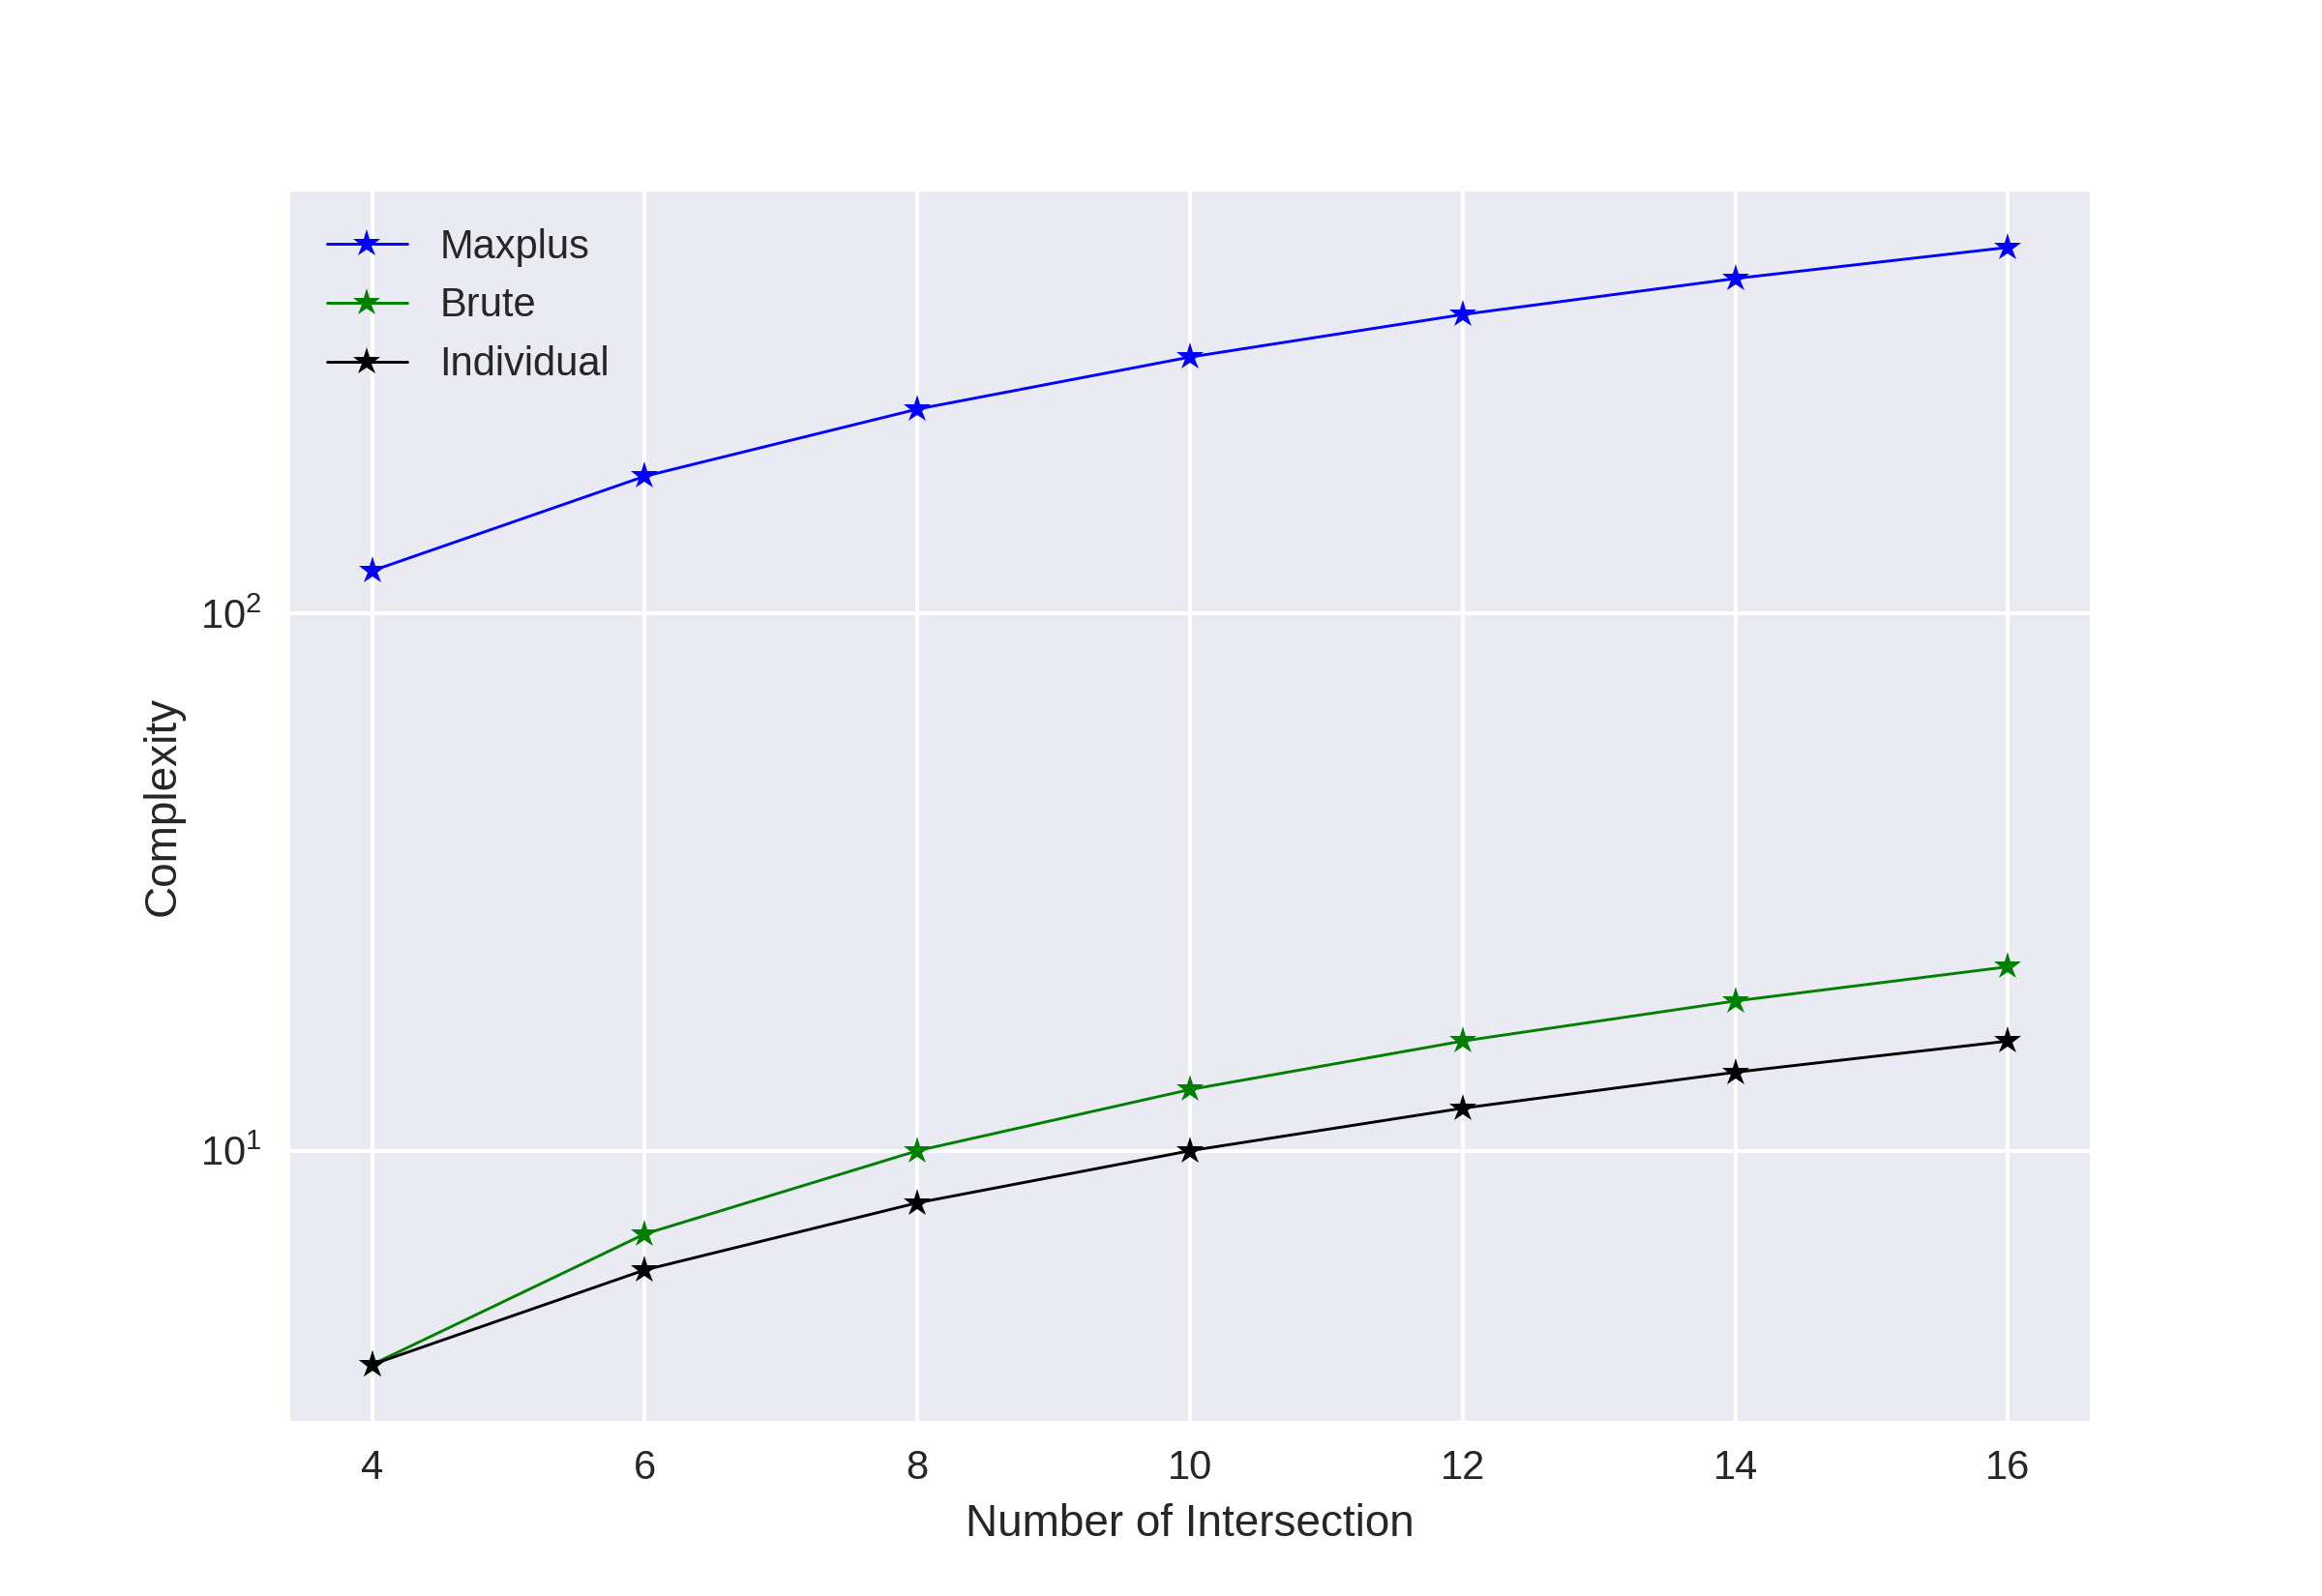 Maxplus
Brute
Individual
10²
10¹
Complexity
4 6 8 10 12 14 16
Number of Intersection